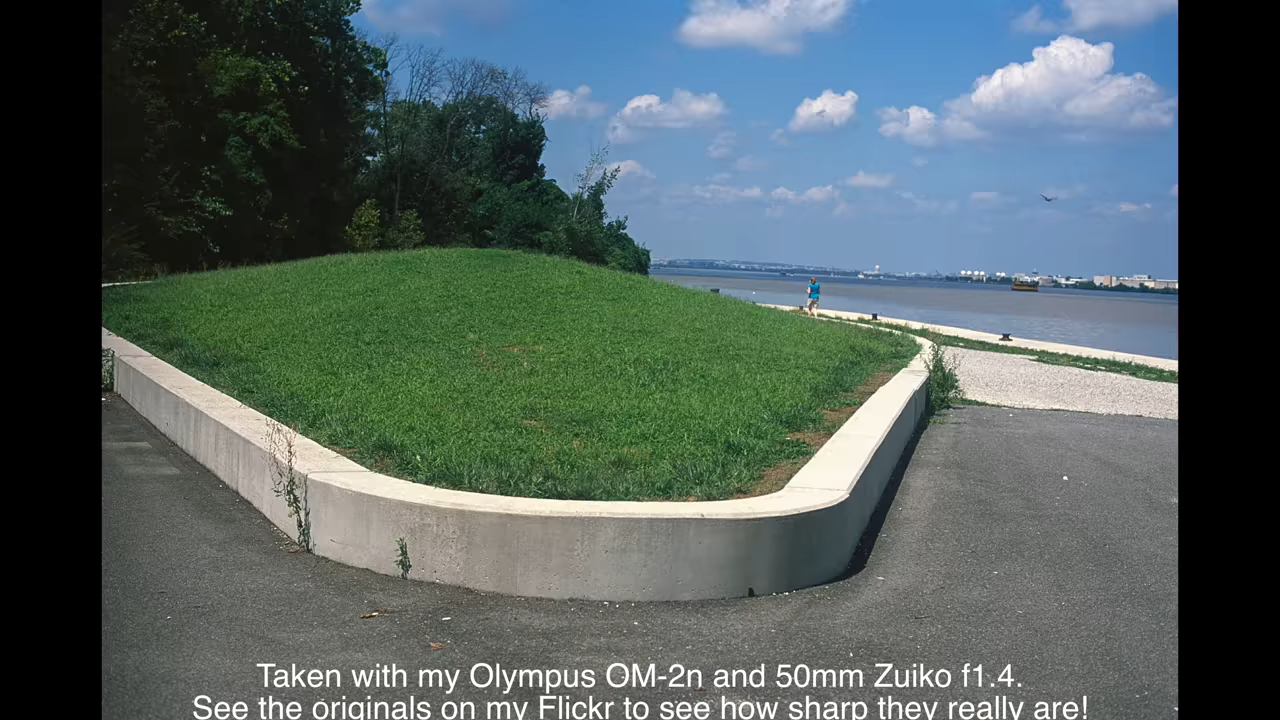 Taken with my Olympus OM-2n and 50mm Zuiko f1.4.
See the originals on my Flickr to see how sharp they really are!